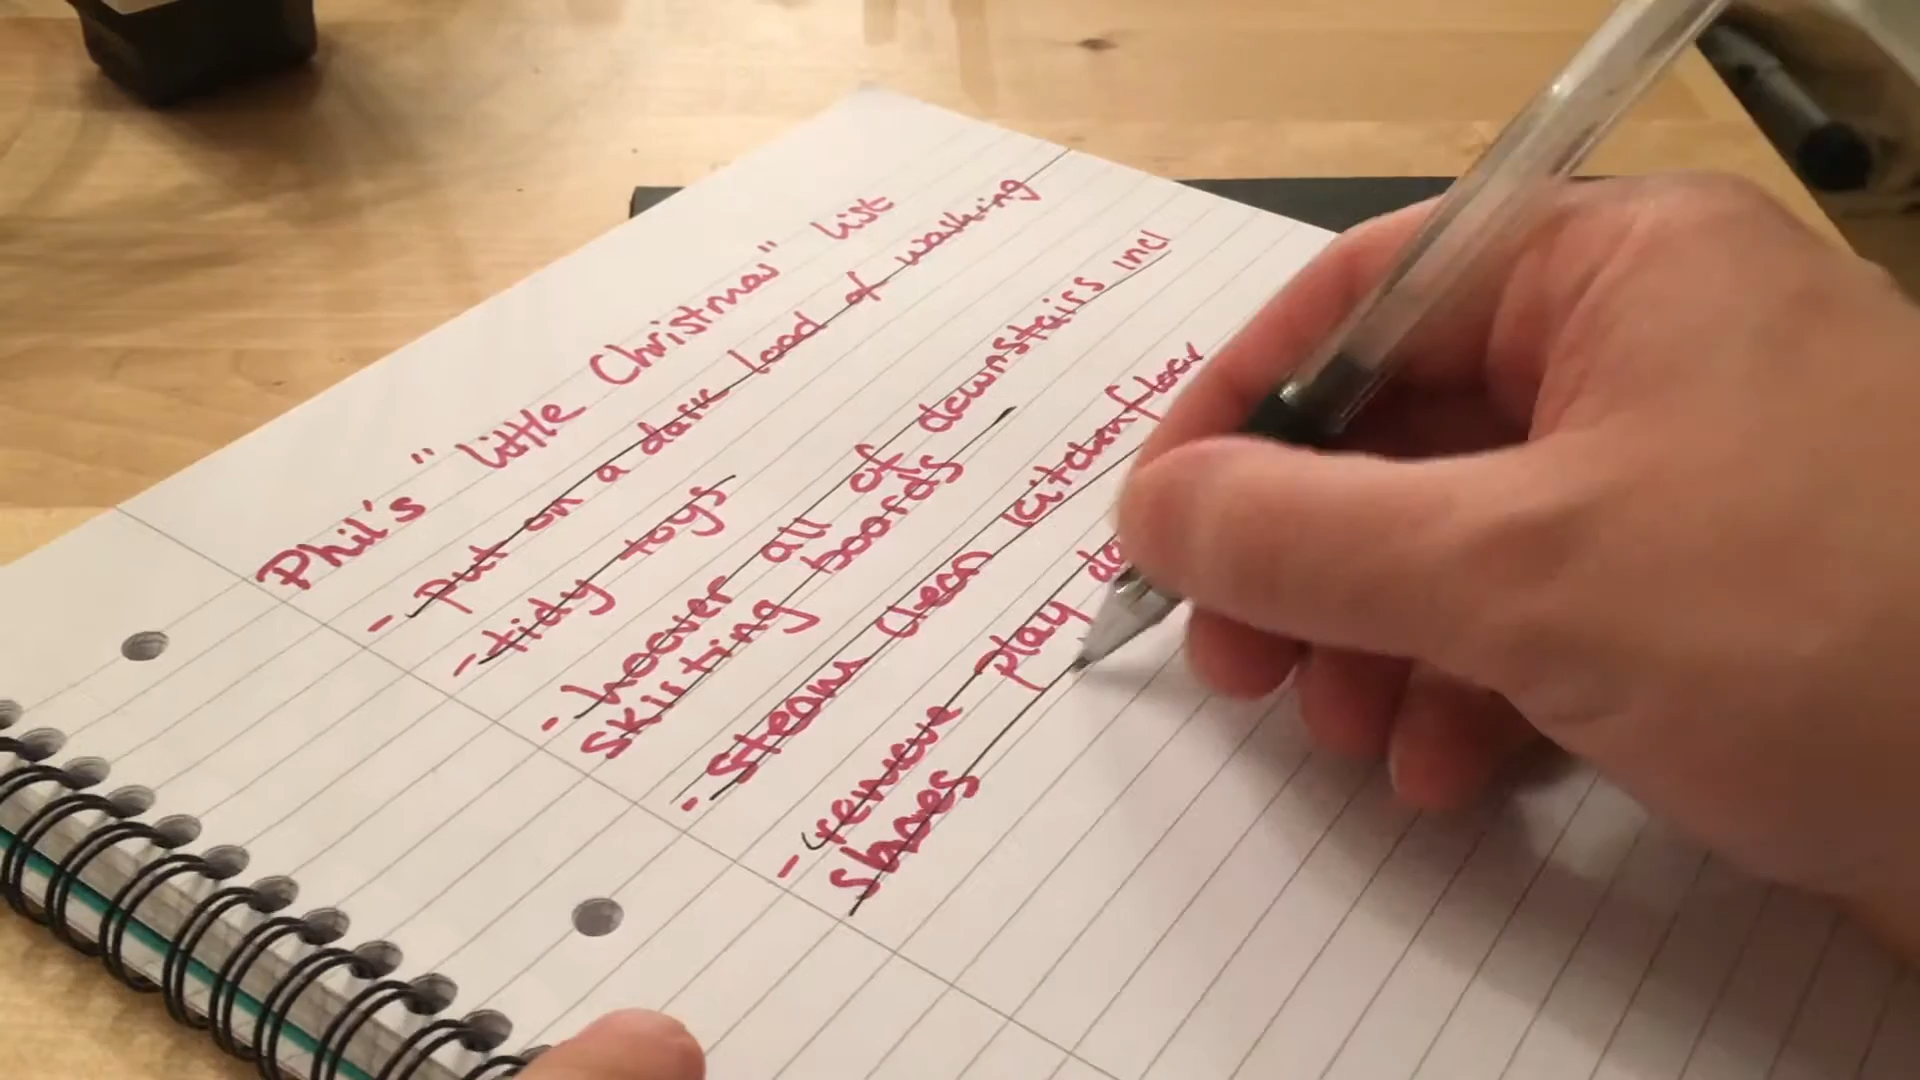 Phil's "Little Christmas" List
- put on a dark load of washing
- tidy toys
- hoover all of downstairs incl
skirting boards
- steam clean kitchen floor
- remove play
shoes